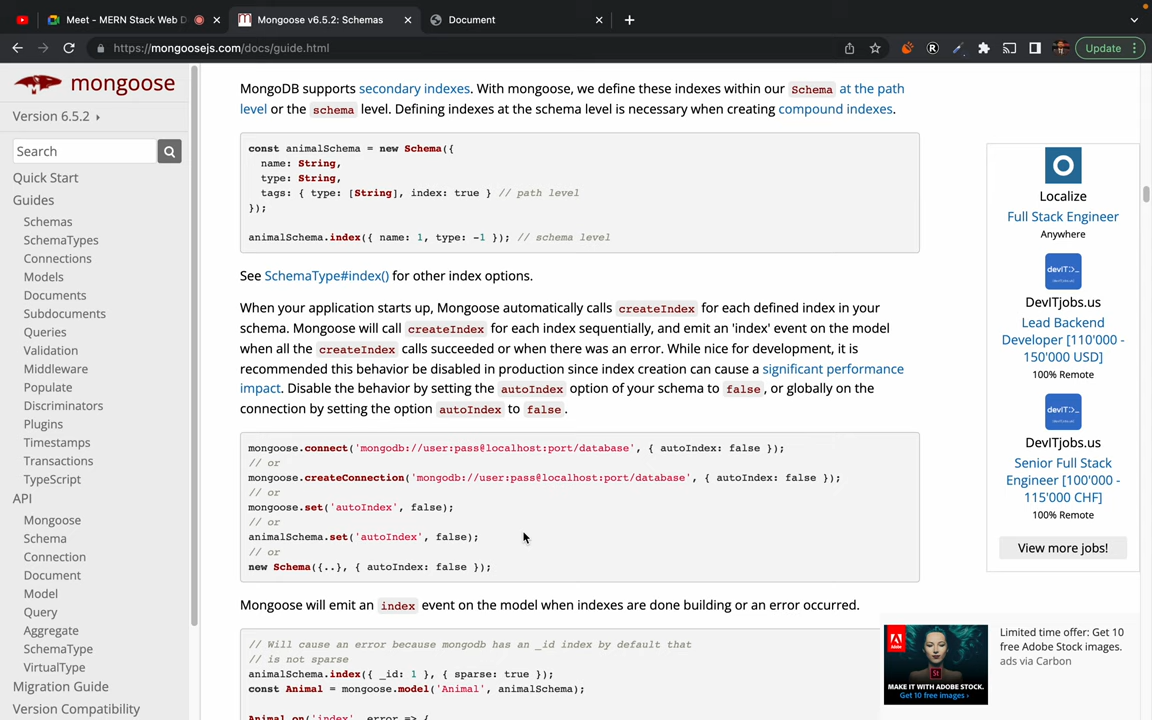 Meet - MERN Stack Web D
Mongoose v6.5.2: Schemas
Document
https://mongoosejs.com/docs/guide.html
Update
mongoose
Version 6.5.2
Search
Quick Start
Guides
Schemas
SchemaTypes
Connections
Models
Documents
Subdocuments
Queries
Validation
Middleware
Populate
Discriminators
Plugins
Timestamps
Transactions
TypeScript
API
Mongoose
Schema
Connection
Document
Model
Query
Aggregate
SchemaType
VirtualType
Migration Guide
Version Compatibility
MongoDB supports secondary indexes. With mongoose, we define these indexes within our Schema at the path
level or the schema level. Defining indexes at the schema level is necessary when creating compound indexes.
const animalSchema = new Schema({
name: String,
type: String,
tags: { type: [String], index: true } // path level
});
animalSchema.index({ name: 1, type: -1 }); // schema level
See SchemaType#index() for other index options.
When your application starts up, Mongoose automatically calls createIndex for each defined index in your
schema. Mongoose will call createIndex for each index sequentially, and emit an 'index' event on the model
when all the createIndex calls succeeded or when there was an error. While nice for development, it is
recommended this behavior be disabled in production since index creation can cause a significant performance
impact. Disable the behavior by setting the autoIndex option of your schema to false, or globally on the
connection by setting the option autoIndex to false.
mongoose.connect('mongodb://user:pass@localhost:port/database', { autoIndex: false });
// or
mongoose.createConnection('mongodb://user:pass@localhost:port/database', { autoIndex: false });
// or
mongoose.set('autoIndex', false);
// or
animalSchema.set('autoIndex', false);
// or
new Schema({..}, { autoIndex: false });
Mongoose will emit an index event on the model when indexes are done building or an error occurred.
// Will cause an error because mongodb has an _id index by default that
// is not sparse
animalSchema.index({ _id: 1 }, { sparse: true });
const Animal = mongoose.model('Animal', animalSchema);
Animal.on('index', error => {
Localize
Full Stack Engineer
Anywhere
devIT
DevITjobs.us
Lead Backend
Developer [110'000 -
150'000 USD]
100% Remote
devIT
DevITjobs.us
Senior Full Stack
Engineer [100'000 -
115'000 CHF]
100% Remote
View more jobs!
St
MAKE IT WITH ADOBE STOCK.
Get 10 free images ›
Limited time offer: Get 10
free Adobe Stock images.
ads via Carbon